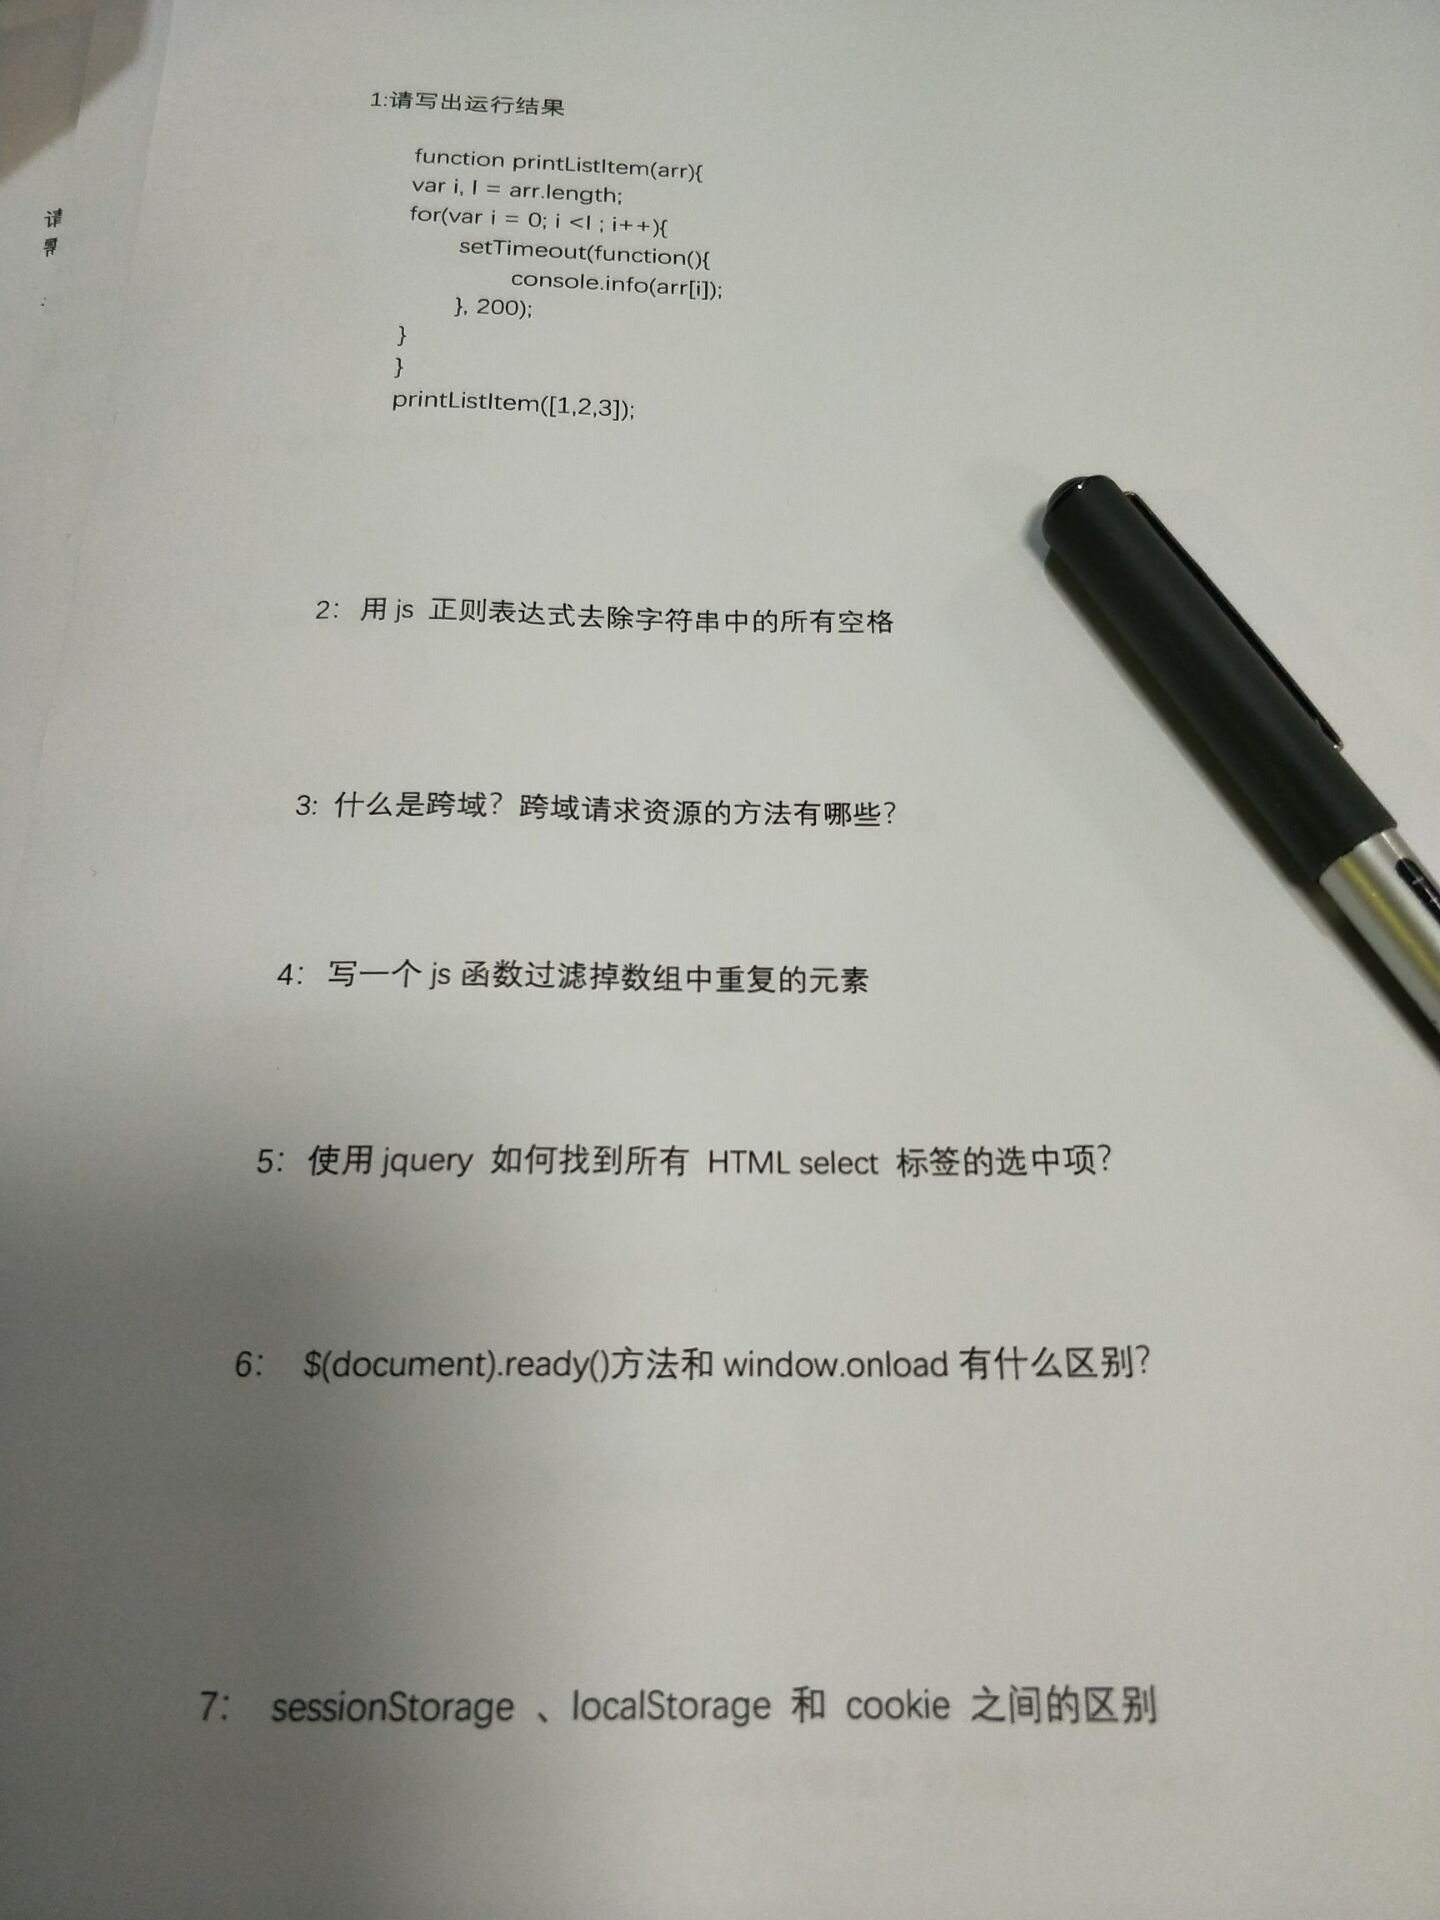 1:请写出运行结果
function printListItem(arr){
var i, l = arr.length;
for(var i = 0; i <l ; i++){
setTimeout(function(){
console.info(arr[i]);
}, 200);
}
}
printListItem([1,2,3]);
2: 用 js 正则表达式去除字符串中的所有空格
3: 什么是跨域？跨域请求资源的方法有哪些？
4: 写一个 js 函数过滤掉数组中重复的元素
5: 使用 jquery 如何找到所有 HTML select 标签的选中项？
6: $(document).ready()方法和 window.onload 有什么区别？
7: sessionStorage 、localStorage 和 cookie 之间的区别